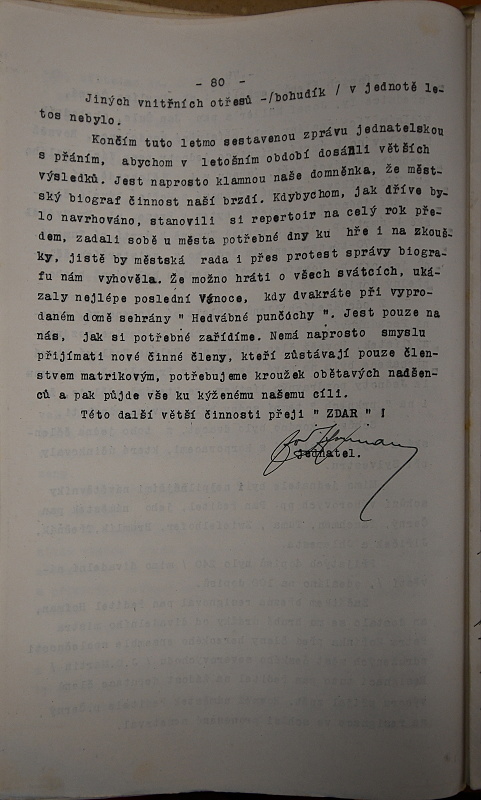 - 80 -
Jiných vnitřních otřesů -/bohudík / v jednotě le-
tos nebylo.
Končím tuto letmo sestavenou zprávu jednatelskou
s přáním, abychom v letošním období dosáhli větších
výsledků. Jest naprosto klamnou naše domněnka, že měst-
ský biograf činnost naší brzdí. Kdybychom, jak dříve by-
lo navrhováno, stanovili si repertoir na celý rok pře-
dem, zadali sobě u města potřebné dny ku hře i na zkouš-
ky, jistě by městská rada i přes protest správy biogra-
fu nám vyhověla. Že možno hráti o všech svátcích, uká-
zaly nejlépe poslední Vánoce, kdy dvakráte při vypro-
daném domě sehrány " Hedvábné punčochy ". Jest pouze na
nás, jak si potřebné zařídíme. Nemá naprosto smyslu
přijímati nové činné členy, kteří zůstávají pouze člen-
stvem matrikovým, potřebujeme kroužek obětavých nadšen-
ců a pak půjde vše ku kýženému našemu cíli.
Této další větší činnosti přeji " ZDAR " !
jednatel.